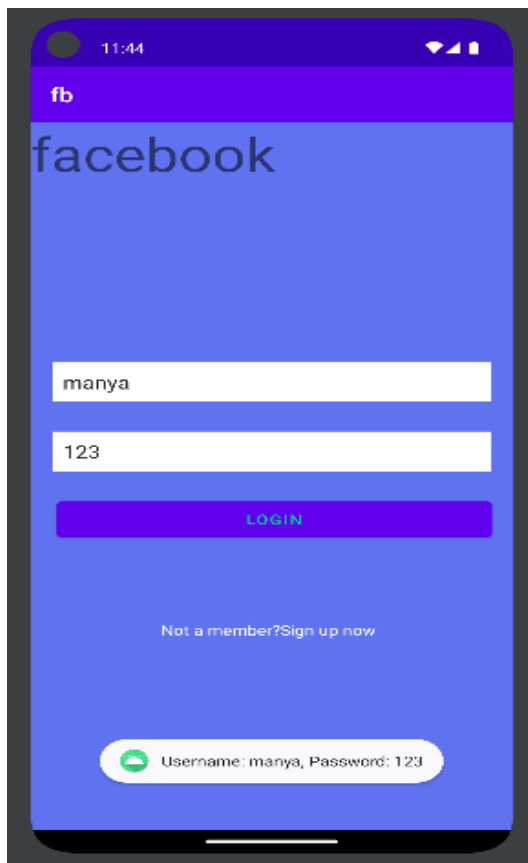 11:44
fb
facebook
manya
123
LOGIN
Not a member?Sign up now
Username: manya, Password: 123